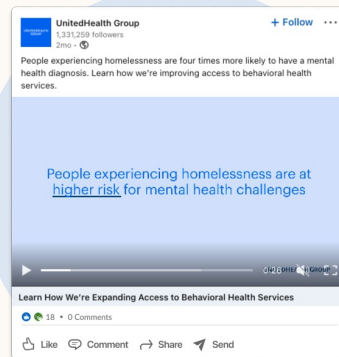 UnitedHealth Group
+ Follow ...
1,331,259 followers
2mo •
People experiencing homelessness are four times more likely to have a mental
health diagnosis. Learn how we're improving access to behavioral health
services.
People experiencing homelessness are at
higher risk for mental health challenges
0:26
Learn How We're Expanding Access to Behavioral Health Services
18 • 0 Comments
Like Comment Share Send